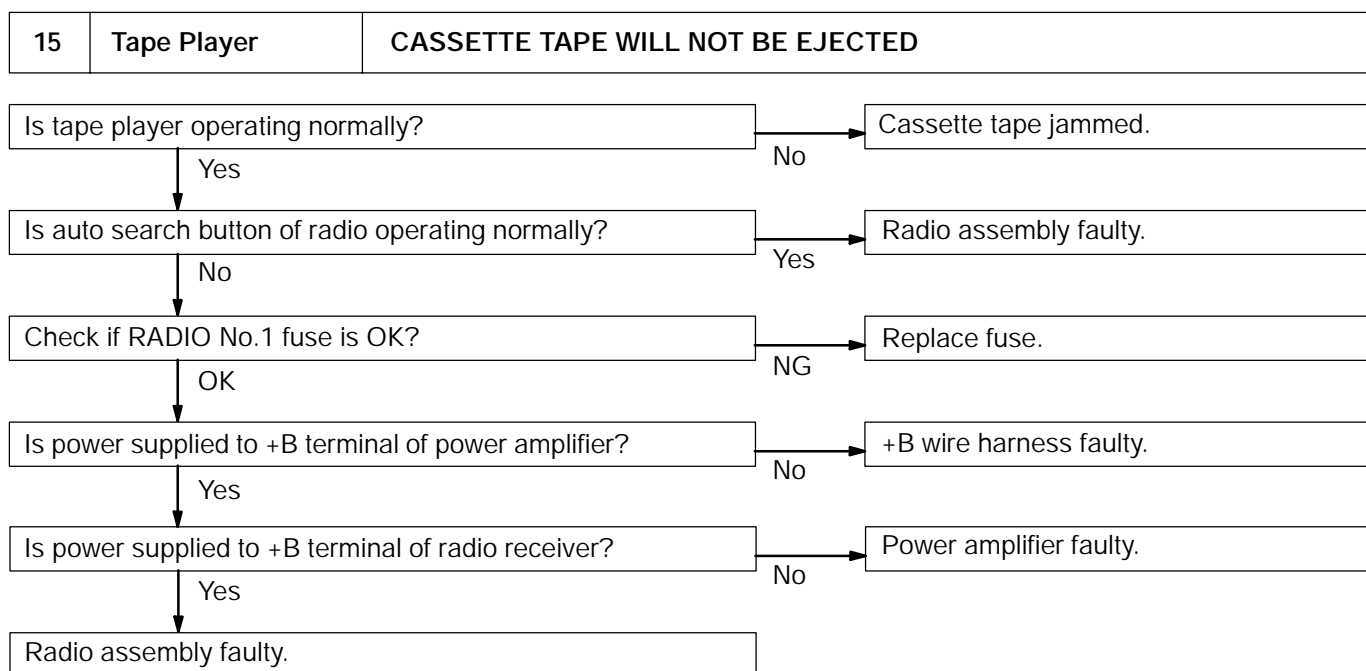 15 Tape Player CASSETTE TAPE WILL NOT BE EJECTED
Is tape player operating normally?
No
Cassette tape jammed.
Yes
Is auto search button of radio operating normally?
Yes
Radio assembly faulty.
No
Check if RADIO No.1 fuse is OK?
NG
Replace fuse.
OK
Is power supplied to +B terminal of power amplifier?
No
+B wire harness faulty.
Yes
Is power supplied to +B terminal of radio receiver?
No
Power amplifier faulty.
Yes
Radio assembly faulty.